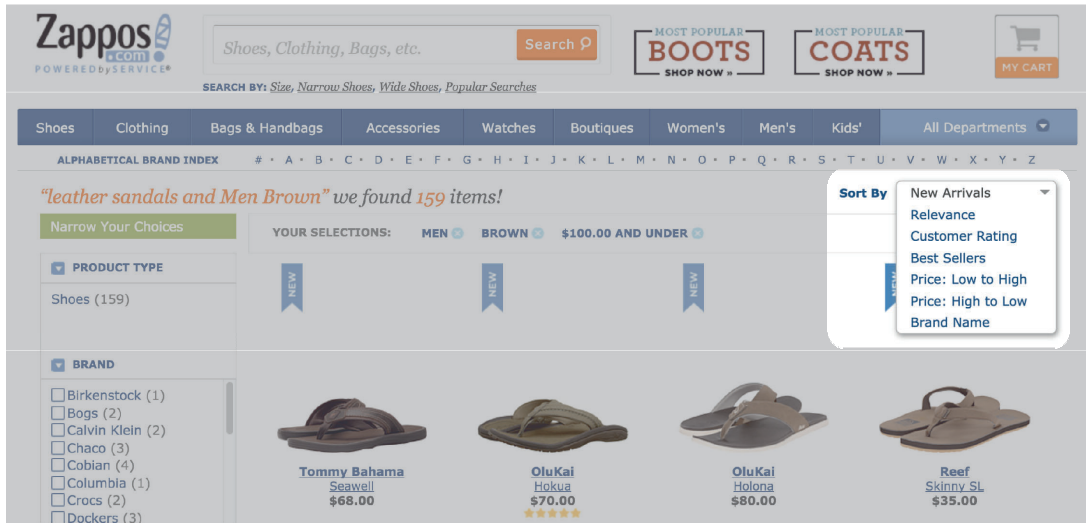 Zappos
.com
POWERED by SERVICE®
Shoes, Clothing, Bags, etc.
Search
MOST POPULAR
BOOTS
SHOP NOW »
MOST POPULAR
COATS
SHOP NOW »
MY CART
SEARCH BY: Size, Narrow Shoes, Wide Shoes, Popular Searches
Shoes Clothing Bags & Handbags Accessories Watches Boutiques Women's Men's Kids' All Departments
ALPHABETICAL BRAND INDEX # • A • B • C • D • E • F • G • H • I • J • K • L • M • N • O • P • Q • R • S • T • U • V • W • X • Y • Z
“leather sandals and Men Brown” we found 159 items!
Sort By New Arrivals
Relevance
Customer Rating
Best Sellers
Price: Low to High
Price: High to Low
Brand Name
Narrow Your Choices
YOUR SELECTIONS: MEN BROWN $100.00 AND UNDER
PRODUCT TYPE
Shoes (159)
NEW
NEW
NEW
BRAND
Birkenstock (1)
Bogs (2)
Calvin Klein (2)
Chaco (3)
Cobian (4)
Columbia (1)
Crocs (2)
Dockers (3)
Tommy Bahama
Seawell
$68.00
OluKai
Hokua
$70.00
OluKai
Holona
$80.00
Reef
Skinny SL
$35.00